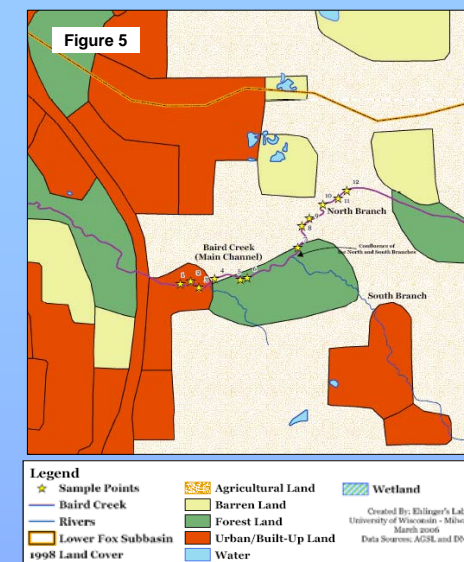 Figure 5
12
10
11
9
North Branch
8
Confluence of
the North and South Branches
Baird Creek
(Main Channel)
4
5
6
1
2
3
South Branch
Legend
Sample Points
Baird Creek
Rivers
Lower Fox Subbasin
1998 Land Cover
Agricultural Land
Barren Land
Forest Land
Urban/Built-Up Land
Water
Wetland
Created By: Ehlinger's Lab
University of Wisconsin - Milw
March 2006
Data Sources: AGSL and DN